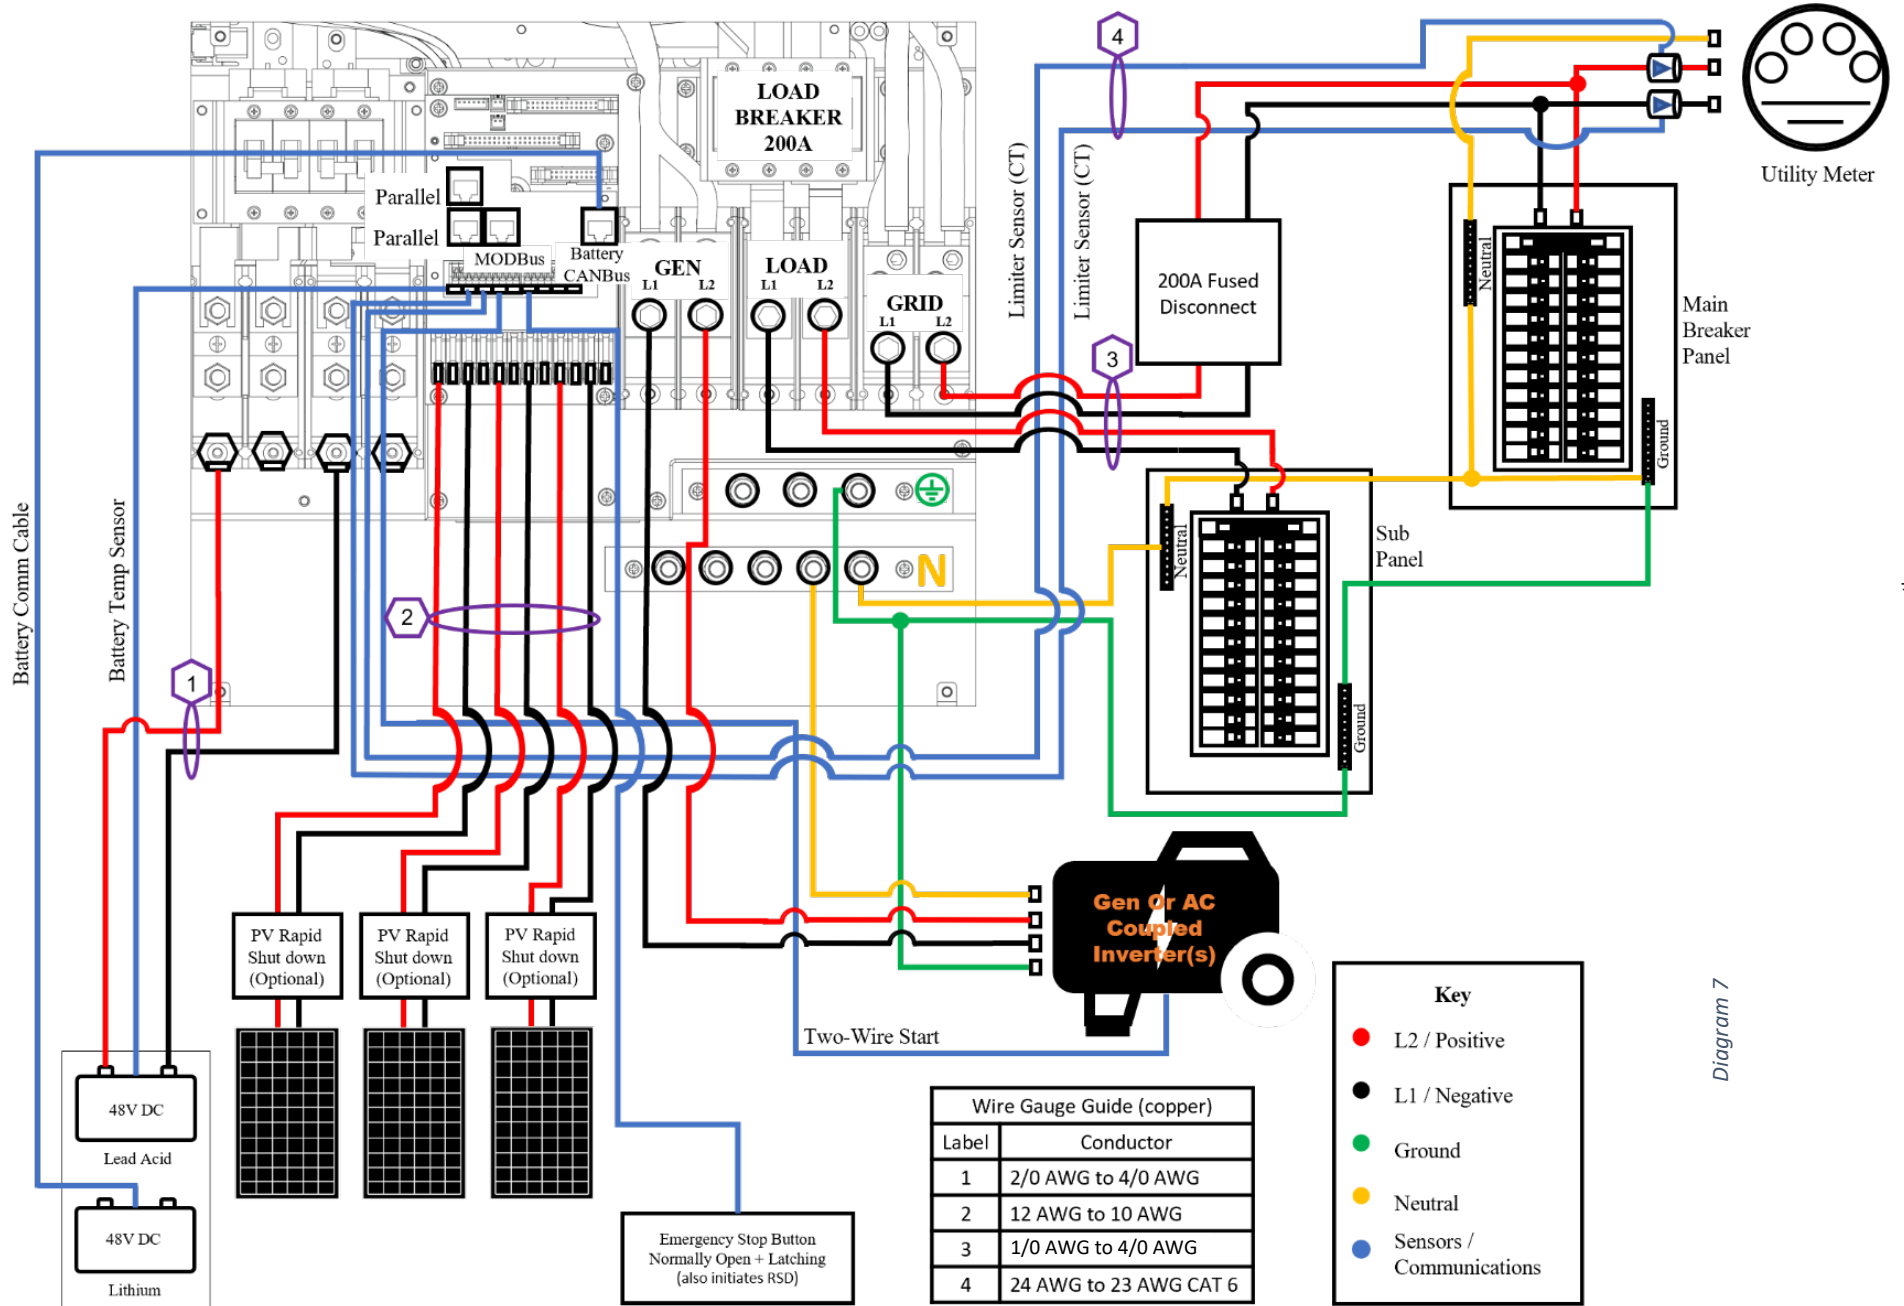 4
LOAD
BREAKER
200A
Utility Meter
Parallel
Parallel
MODBus
Battery
CANBus
GEN
L1
L2
LOAD
L1
L2
GRID
L1
L2
Limiter Sensor (CT)
Limiter Sensor (CT)
200A Fused
Disconnect
Neutral
Main
Breaker
Panel
Ground
3
Battery Comm Cable
Battery Temp Sensor
N
Neutral
Sub
Panel
Ground
2
1
PV Rapid
Shut down
(Optional)
PV Rapid
Shut down
(Optional)
PV Rapid
Shut down
(Optional)
Gen Or AC
Coupled
Inverter(s)
Two-Wire Start
48V DC
Lead Acid
48V DC
Lithium
Emergency Stop Button
Normally Open + Latching
(also initiates RSD)
Wire Gauge Guide (copper)
Label Conductor
1 2/0 AWG to 4/0 AWG
2 12 AWG to 10 AWG
3 1/0 AWG to 4/0 AWG
4 24 AWG to 23 AWG CAT 6
Key
L2 / Positive
L1 / Negative
Ground
Neutral
Sensors /
Communications
Diagram 7